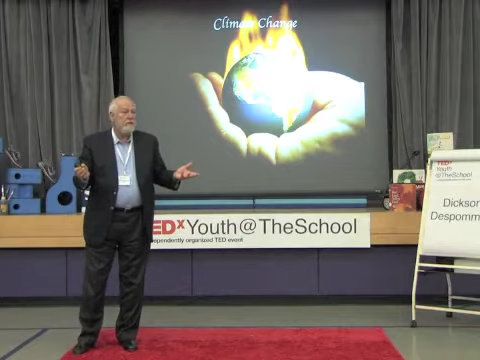 Climate Change
TEDx
Youth
@TheSchool
Dickson
Despomm
TEDxYouth@TheSchool
independently organized TED event